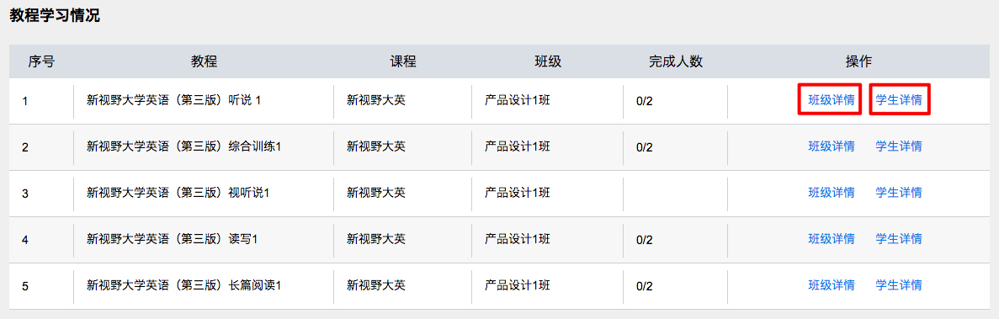 教程学习情况
序号 教程 课程 班级 完成人数 操作
1 新视野大学英语（第三版）听说 1 新视野大英 产品设计1班 0/2 班级详情 学生详情
2 新视野大学英语（第三版）综合训练1 新视野大英 产品设计1班 0/2 班级详情 学生详情
3 新视野大学英语（第三版）视听说1 新视野大英 产品设计1班 班级详情 学生详情
4 新视野大学英语（第三版）读写1 新视野大英 产品设计1班 0/2 班级详情 学生详情
5 新视野大学英语（第三版）长篇阅读1 新视野大英 产品设计1班 0/2 班级详情 学生详情